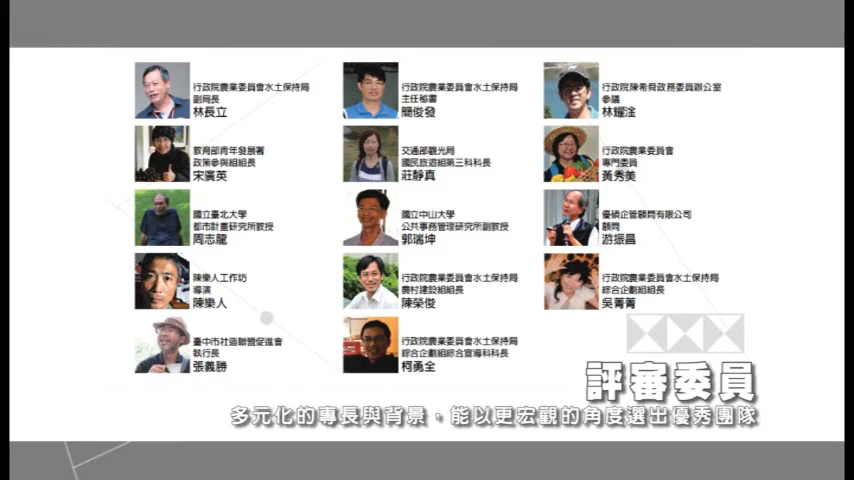 行政院農業委員會水土保持局
副局長
林長立
行政院農業委員會水土保持局
主任秘書
簡俊發
行政院陳希舜政務委員辦公室
參議
林耀淦
教育部青年發展署
政策參與組組長
宋廣英
交通部觀光局
國民旅遊組第三科科長
莊靜真
行政院農業委員會
專門委員
黃秀美
國立臺北大學
都市計畫研究所教授
周志龍
國立中山大學
公共事務管理研究所副教授
郭瑞坤
優碩企管顧問有限公司
顧問
游振昌
陳樂人工作坊
導演
陳樂人
行政院農業委員會水土保持局
農村建設組組長
陳榮俊
行政院農業委員會水土保持局
綜合企劃組組長
吳菁菁
臺中市社造聯盟促進會
執行長
張義勝
行政院農業委員會水土保持局
綜合企劃組綜合宣導科科長
柯勇全
評審委員
多元化的專長與背景，能以更宏觀的角度選出優秀團隊